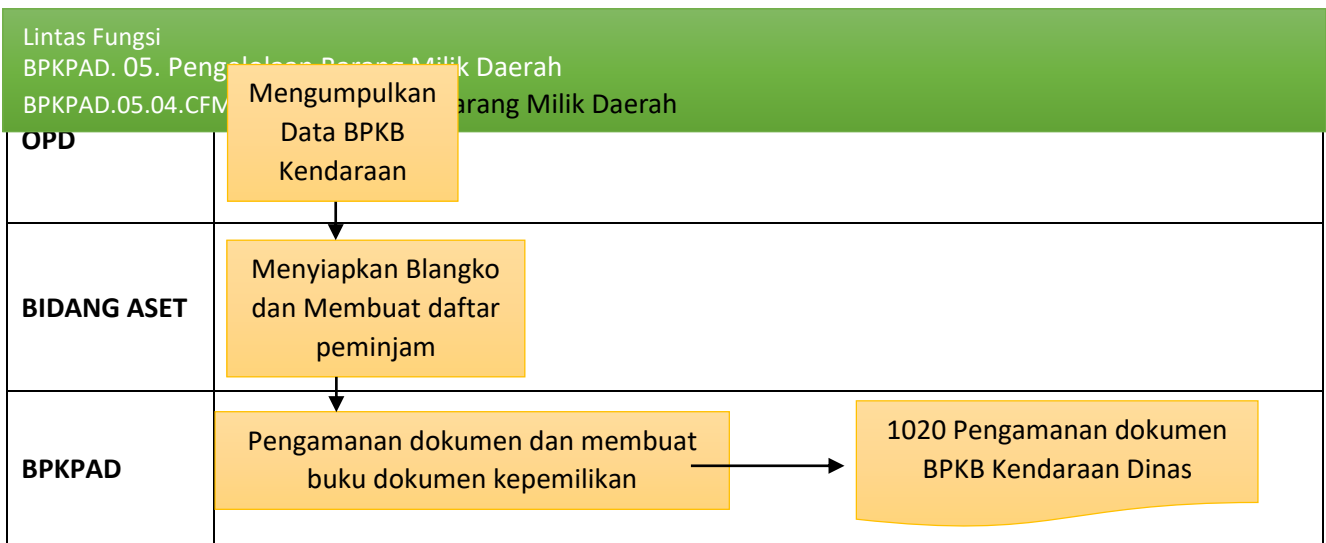 Lintas Fungsi
BPKPAD. 05. Peng Milik Daerah
BPKPAD.05.04.CFM arang Milik Daerah
OPD
Mengumpulkan
Data BPKB
Kendaraan
BIDANG ASET
Menyiapkan Blangko
dan Membuat daftar
peminjam
BPKPAD
Pengamanan dokumen dan membuat
buku dokumen kepemilikan
1020 Pengamanan dokumen
BPKB Kendaraan Dinas